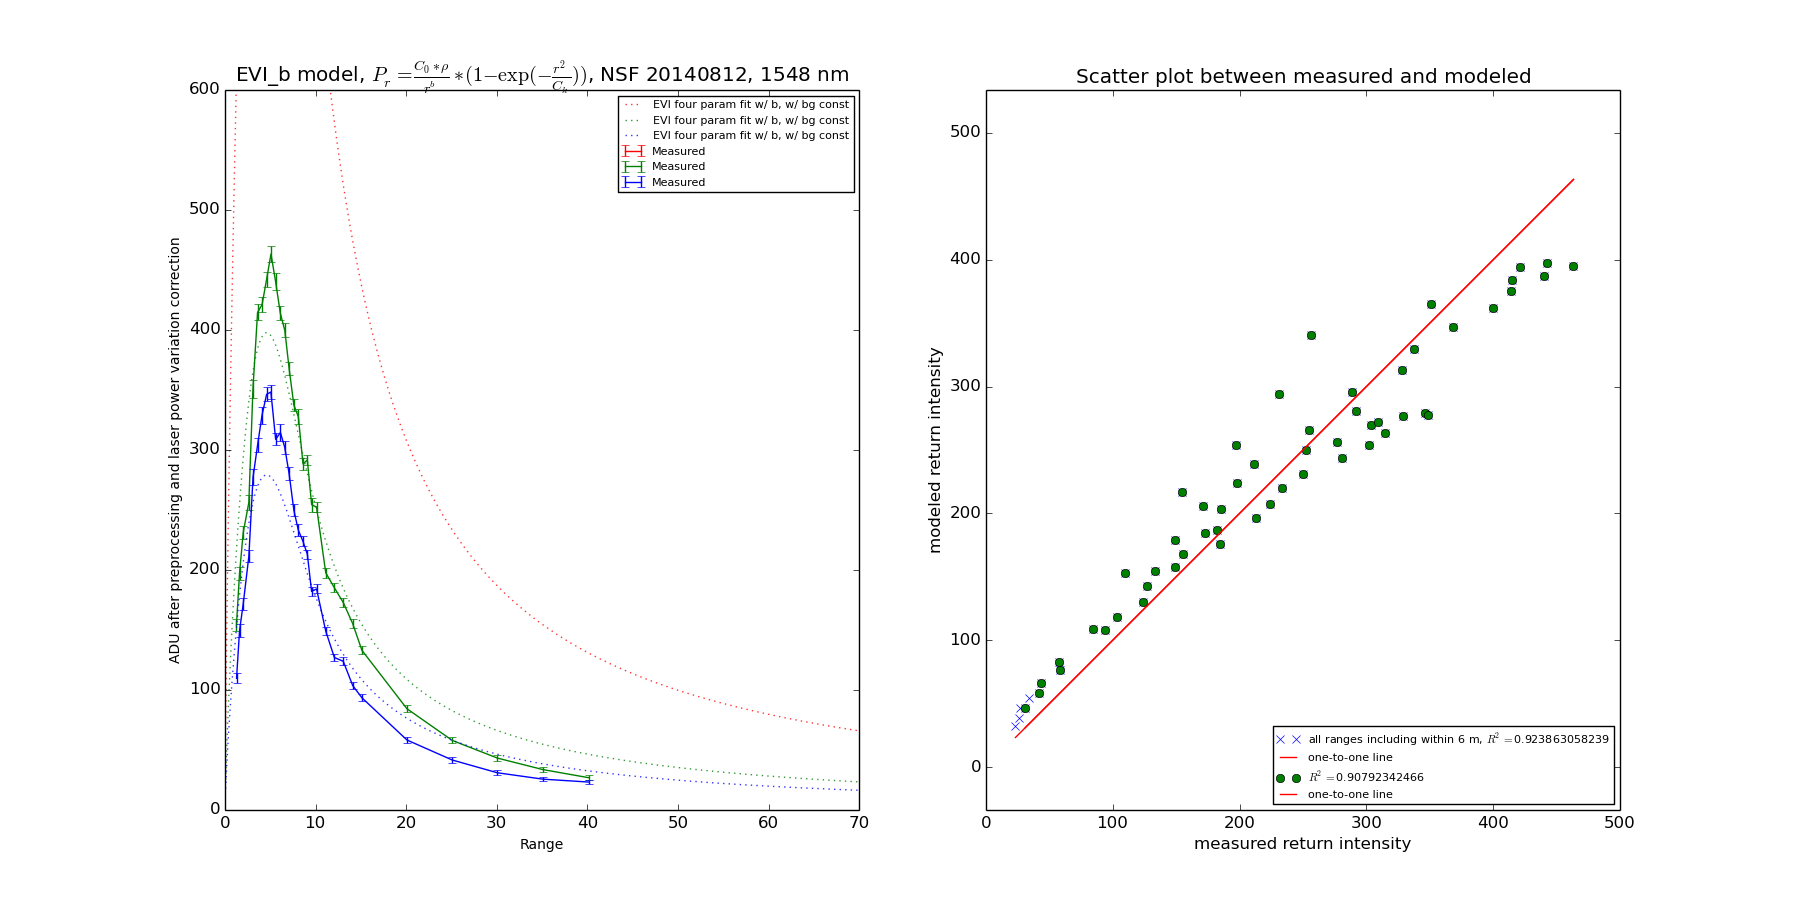 EVI_b model, P_r = \frac{C_0 * ρ}{r^b} * (1 − exp(−\frac{r^2}{C_k})), NSF 20140812, 1548 nm
600
500
400
300
200
100
0
ADU after preprocessing and laser power variation correction
EVI four param fit w/ b, w/ bg const
EVI four param fit w/ b, w/ bg const
EVI four param fit w/ b, w/ bg const
Measured
Measured
Measured
0 10 20 30 40 50 60 70
Range
Scatter plot between measured and modeled
500
400
300
200
100
0
modeled return intensity
all ranges including within 6 m, R² =0.923863058239
one-to-one line
R² =0.90792342466
one-to-one line
0 100 200 300 400 500
measured return intensity